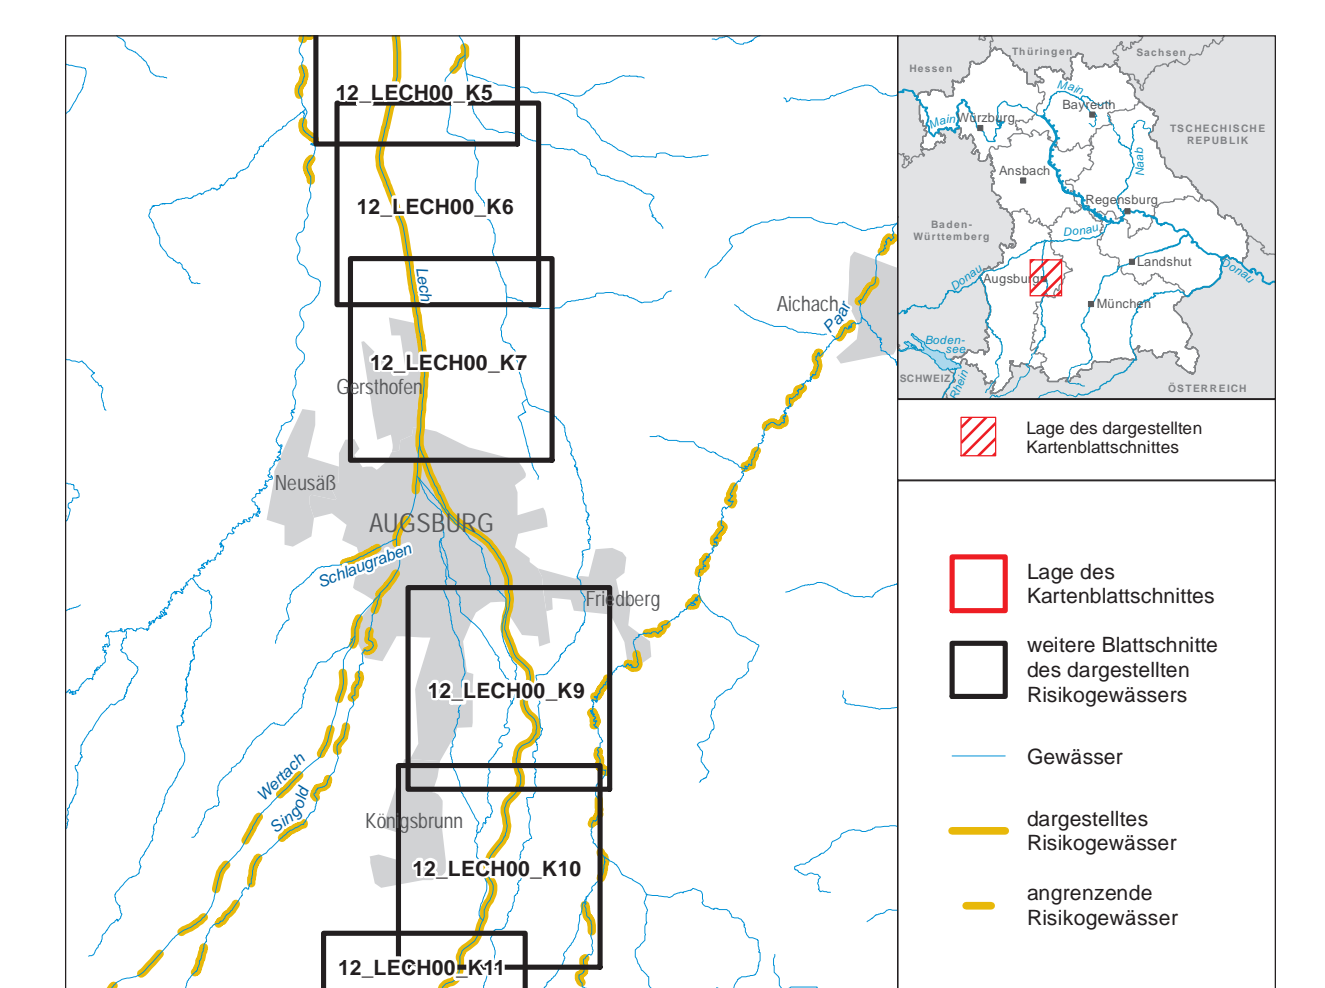 12_LECH00_K5
12_LECH00_K6
Lech
Aichach
Paar
12_LECH00_K7
Gersthofen
Neusäß
AUGSBURG
Schlaugraben
Friedberg
12_LECH00_K9
Wertach
Singold
Königsbrunn
12_LECH00_K10
12_LECH00_K11
Thüringen
Sachsen
Hessen
Main
Bayreuth
Main
Würzburg
TSCHECHISCHE
REPUBLIK
Naab
Ansbach
Regensburg
Baden-
Württemberg
Donau
Landshut
Donau
Augsburg
Donau
München
Boden-
see
SCHWEIZ
Rhein
ÖSTERREICH
Lage des dargestellten
Kartenblattschnittes
Lage des
Kartenblattschnittes
weitere Blattschnitte
des dargestellten
Risikogewässers
Gewässer
dargestelltes
Risikogewässer
angrenzende
Risikogewässer